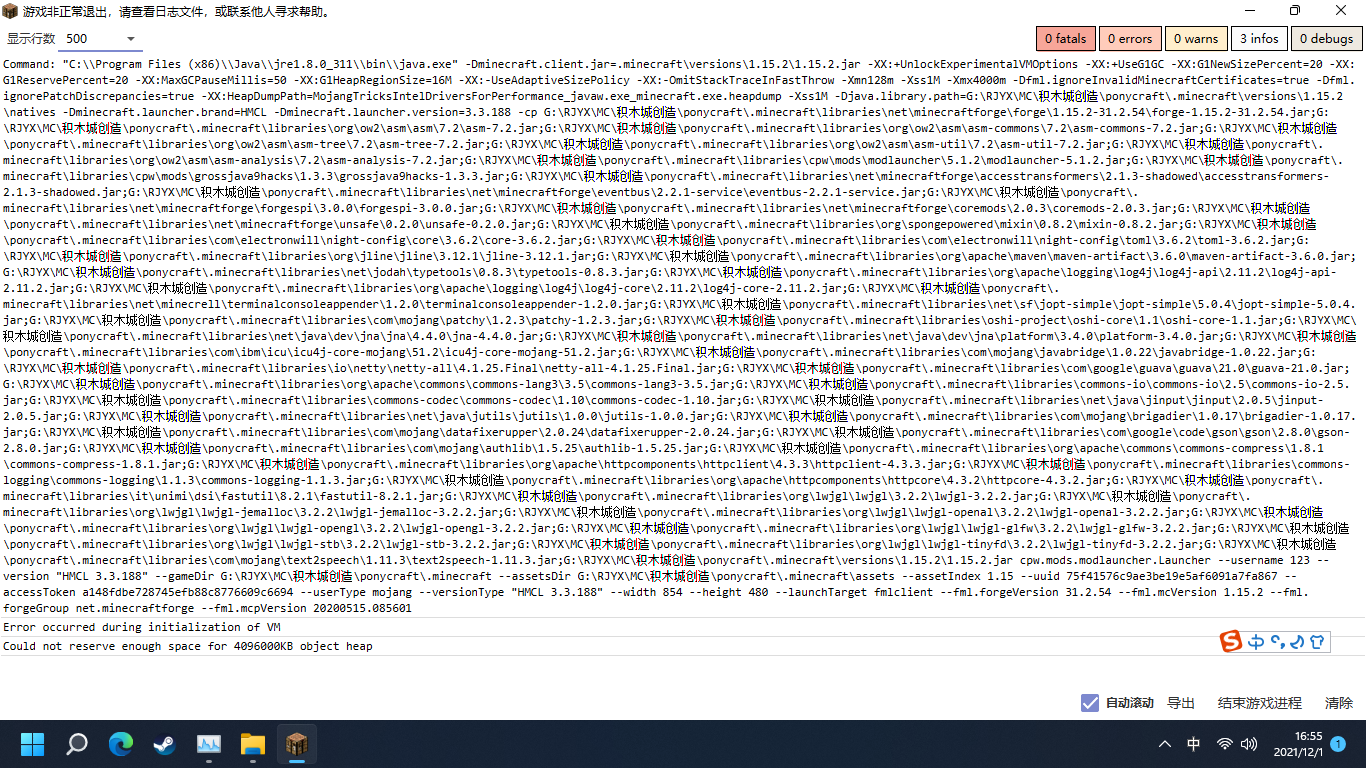 游戏非正常退出，请查看日志文件，或联系他人寻求帮助。
显示行数 500 0 fatals 0 errors 0 warns 3 infos 0 debugs
Command: "C:\\Program Files (x86)\\Java\\jre1.8.0_311\\bin\\java.exe" -Dminecraft.client.jar=.minecraft\versions\1.15.2\1.15.2.jar -XX:+UnlockExperimentalVMOptions -XX:+UseG1GC -XX:G1NewSizePercent=20 -XX:
G1ReservePercent=20 -XX:MaxGCPauseMillis=50 -XX:G1HeapRegionSize=16M -XX:-UseAdaptiveSizePolicy -XX:-OmitStackTraceInFastThrow -Xmn128m -Xss1M -Xmx4000m -Dfml.ignoreInvalidMinecraftCertificates=true -Dfml.
ignorePatchDiscrepancies=true -XX:HeapDumpPath=MojangTricksIntelDriversForPerformance_javaw.exe_minecraft.exe.heapdump -Xss1M -Djava.library.path=G:\RJYX\MC\积木城创造\ponycraft\.minecraft\versions\1.15.2
\natives -Dminecraft.launcher.brand=HMCL -Dminecraft.launcher.version=3.3.188 -cp G:\RJYX\MC\积木城创造\ponycraft\.minecraft\libraries\net\minecraftforge\forge\1.15.2-31.2.54\forge-1.15.2-31.2.54.jar;G:
\RJYX\MC\积木城创造\ponycraft\.minecraft\libraries\org\ow2\asm\asm\7.2\asm-7.2.jar;G:\RJYX\MC\积木城创造\ponycraft\.minecraft\libraries\org\ow2\asm\asm-commons\7.2\asm-commons-7.2.jar;G:\RJYX\MC\积木城创造
\ponycraft\.minecraft\libraries\org\ow2\asm\asm-tree\7.2\asm-tree-7.2.jar;G:\RJYX\MC\积木城创造\ponycraft\.minecraft\libraries\org\ow2\asm\asm-util\7.2\asm-util-7.2.jar;G:\RJYX\MC\积木城创造\ponycraft\.
minecraft\libraries\org\ow2\asm\asm-analysis\7.2\asm-analysis-7.2.jar;G:\RJYX\MC\积木城创造\ponycraft\.minecraft\libraries\cpw\mods\modlauncher\5.1.2\modlauncher-5.1.2.jar;G:\RJYX\MC\积木城创造\ponycraft\.
minecraft\libraries\cpw\mods\grossjava9hacks\1.3.3\grossjava9hacks-1.3.3.jar;G:\RJYX\MC\积木城创造\ponycraft\.minecraft\libraries\net\minecraftforge\accesstransformers\2.1.3-shadowed\accesstransformers-
2.1.3-shadowed.jar;G:\RJYX\MC\积木城创造\ponycraft\.minecraft\libraries\net\minecraftforge\eventbus\2.2.1-service\eventbus-2.2.1-service.jar;G:\RJYX\MC\积木城创造\ponycraft\.
minecraft\libraries\net\minecraftforge\forgespi\3.0.0\forgespi-3.0.0.jar;G:\RJYX\MC\积木城创造\ponycraft\.minecraft\libraries\net\minecraftforge\coremods\2.0.3\coremods-2.0.3.jar;G:\RJYX\MC\积木城创造
\ponycraft\.minecraft\libraries\net\minecraftforge\unsafe\0.2.0\unsafe-0.2.0.jar;G:\RJYX\MC\积木城创造\ponycraft\.minecraft\libraries\org\spongepowered\mixin\0.8.2\mixin-0.8.2.jar;G:\RJYX\MC\积木城创造
\ponycraft\.minecraft\libraries\com\electronwill\night-config\core\3.6.2\core-3.6.2.jar;G:\RJYX\MC\积木城创造\ponycraft\.minecraft\libraries\com\electronwill\night-config\toml\3.6.2\toml-3.6.2.jar;G:
\RJYX\MC\积木城创造\ponycraft\.minecraft\libraries\org\jline\jline\3.12.1\jline-3.12.1.jar;G:\RJYX\MC\积木城创造\ponycraft\.minecraft\libraries\org\apache\maven\maven-artifact\3.6.0\maven-artifact-3.6.0.jar;
G:\RJYX\MC\积木城创造\ponycraft\.minecraft\libraries\net\jodah\typetools\0.8.3\typetools-0.8.3.jar;G:\RJYX\MC\积木城创造\ponycraft\.minecraft\libraries\org\apache\logging\log4j\log4j-api\2.11.2\log4j-api-
2.11.2.jar;G:\RJYX\MC\积木城创造\ponycraft\.minecraft\libraries\org\apache\logging\log4j\log4j-core\2.11.2\log4j-core-2.11.2.jar;G:\RJYX\MC\积木城创造\ponycraft\.
minecraft\libraries\net\minecrell\terminalconsoleappender\1.2.0\terminalconsoleappender-1.2.0.jar;G:\RJYX\MC\积木城创造\ponycraft\.minecraft\libraries\net\sf\jopt-simple\jopt-simple\5.0.4\jopt-simple-5.0.4.
jar;G:\RJYX\MC\积木城创造\ponycraft\.minecraft\libraries\com\mojang\patchy\1.2.3\patchy-1.2.3.jar;G:\RJYX\MC\积木城创造\ponycraft\.minecraft\libraries\oshi-project\oshi-core\1.1\oshi-core-1.1.jar;G:\RJYX\MC\
积木城创造\ponycraft\.minecraft\libraries\net\java\dev\jna\jna\4.4.0\jna-4.4.0.jar;G:\RJYX\MC\积木城创造\ponycraft\.minecraft\libraries\net\java\dev\jna\platform\3.4.0\platform-3.4.0.jar;G:\RJYX\MC\积木城创造
\ponycraft\.minecraft\libraries\com\ibm\icu\icu4j-core-mojang\51.2\icu4j-core-mojang-51.2.jar;G:\RJYX\MC\积木城创造\ponycraft\.minecraft\libraries\com\mojang\javabridge\1.0.22\javabridge-1.0.22.jar;G:
\RJYX\MC\积木城创造\ponycraft\.minecraft\libraries\io\netty\netty-all\4.1.25.Final\netty-all-4.1.25.Final.jar;G:\RJYX\MC\积木城创造\ponycraft\.minecraft\libraries\com\google\guava\guava\21.0\guava-21.0.jar;
G:\RJYX\MC\积木城创造\ponycraft\.minecraft\libraries\org\apache\commons\commons-lang3\3.5\commons-lang3-3.5.jar;G:\RJYX\MC\积木城创造\ponycraft\.minecraft\libraries\commons-io\commons-io\2.5\commons-io-2.5.
jar;G:\RJYX\MC\积木城创造\ponycraft\.minecraft\libraries\commons-codec\commons-codec\1.10\commons-codec-1.10.jar;G:\RJYX\MC\积木城创造\ponycraft\.minecraft\libraries\net\java\jinput\jinput\2.0.5\jinput-
2.0.5.jar;G:\RJYX\MC\积木城创造\ponycraft\.minecraft\libraries\net\java\jutils\jutils\1.0.0\jutils-1.0.0.jar;G:\RJYX\MC\积木城创造\ponycraft\.minecraft\libraries\com\mojang\brigadier\1.0.17\brigadier-1.0.17.
jar;G:\RJYX\MC\积木城创造\ponycraft\.minecraft\libraries\com\mojang\datafixerupper\2.0.24\datafixerupper-2.0.24.jar;G:\RJYX\MC\积木城创造\ponycraft\.minecraft\libraries\com\google\code\gson\gson\2.8.0\gson-
2.8.0.jar;G:\RJYX\MC\积木城创造\ponycraft\.minecraft\libraries\com\mojang\authlib\1.5.25\authlib-1.5.25.jar;G:\RJYX\MC\积木城创造\ponycraft\.minecraft\libraries\org\apache\commons\commons-compress\1.8.1
\commons-compress-1.8.1.jar;G:\RJYX\MC\积木城创造\ponycraft\.minecraft\libraries\org\apache\httpcomponents\httpclient\4.3.3\httpclient-4.3.3.jar;G:\RJYX\MC\积木城创造\ponycraft\.minecraft\libraries\commons-
logging\commons-logging\1.1.3\commons-logging-1.1.3.jar;G:\RJYX\MC\积木城创造\ponycraft\.minecraft\libraries\org\apache\httpcomponents\httpcore\4.3.2\httpcore-4.3.2.jar;G:\RJYX\MC\积木城创造\ponycraft\.
minecraft\libraries\it\unimi\dsi\fastutil\8.2.1\fastutil-8.2.1.jar;G:\RJYX\MC\积木城创造\ponycraft\.minecraft\libraries\org\lwjgl\lwjgl\3.2.2\lwjgl-3.2.2.jar;G:\RJYX\MC\积木城创造\ponycraft\.
minecraft\libraries\org\lwjgl\lwjgl-jemalloc\3.2.2\lwjgl-jemalloc-3.2.2.jar;G:\RJYX\MC\积木城创造\ponycraft\.minecraft\libraries\org\lwjgl\lwjgl-openal\3.2.2\lwjgl-openal-3.2.2.jar;G:\RJYX\MC\积木城创造
\ponycraft\.minecraft\libraries\org\lwjgl\lwjgl-opengl\3.2.2\lwjgl-opengl-3.2.2.jar;G:\RJYX\MC\积木城创造\ponycraft\.minecraft\libraries\org\lwjgl\lwjgl-glfw\3.2.2\lwjgl-glfw-3.2.2.jar;G:\RJYX\MC\积木城创造
\ponycraft\.minecraft\libraries\org\lwjgl\lwjgl-stb\3.2.2\lwjgl-stb-3.2.2.jar;G:\RJYX\MC\积木城创造\ponycraft\.minecraft\libraries\org\lwjgl\lwjgl-tinyfd\3.2.2\lwjgl-tinyfd-3.2.2.jar;G:\RJYX\MC\积木城创造
\ponycraft\.minecraft\libraries\com\mojang\text2speech\1.11.3\text2speech-1.11.3.jar;G:\RJYX\MC\积木城创造\ponycraft\.minecraft\versions\1.15.2\1.15.2.jar cpw.mods.modlauncher.Launcher --username 123 --
version "HMCL 3.3.188" --gameDir G:\RJYX\MC\积木城创造\ponycraft\.minecraft --assetsDir G:\RJYX\MC\积木城创造\ponycraft\.minecraft\assets --assetIndex 1.15 --uuid 75f41576c9ae3be19e5af6091a7fa867 --
accessToken a148fdbe728745efb88c8776609c6694 --userType mojang --versionType "HMCL 3.3.188" --width 854 --height 480 --launchTarget fmlclient --fml.forgeVersion 31.2.54 --fml.mcVersion 1.15.2 --fml.
forgeGroup net.minecraftforge --fml.mcpVersion 20200515.085601
Error occurred during initialization of VM
Could not reserve enough space for 4096000KB object heap
中
自动滚动 导出 结束游戏进程 清除
中 16:55
2021/12/1 1